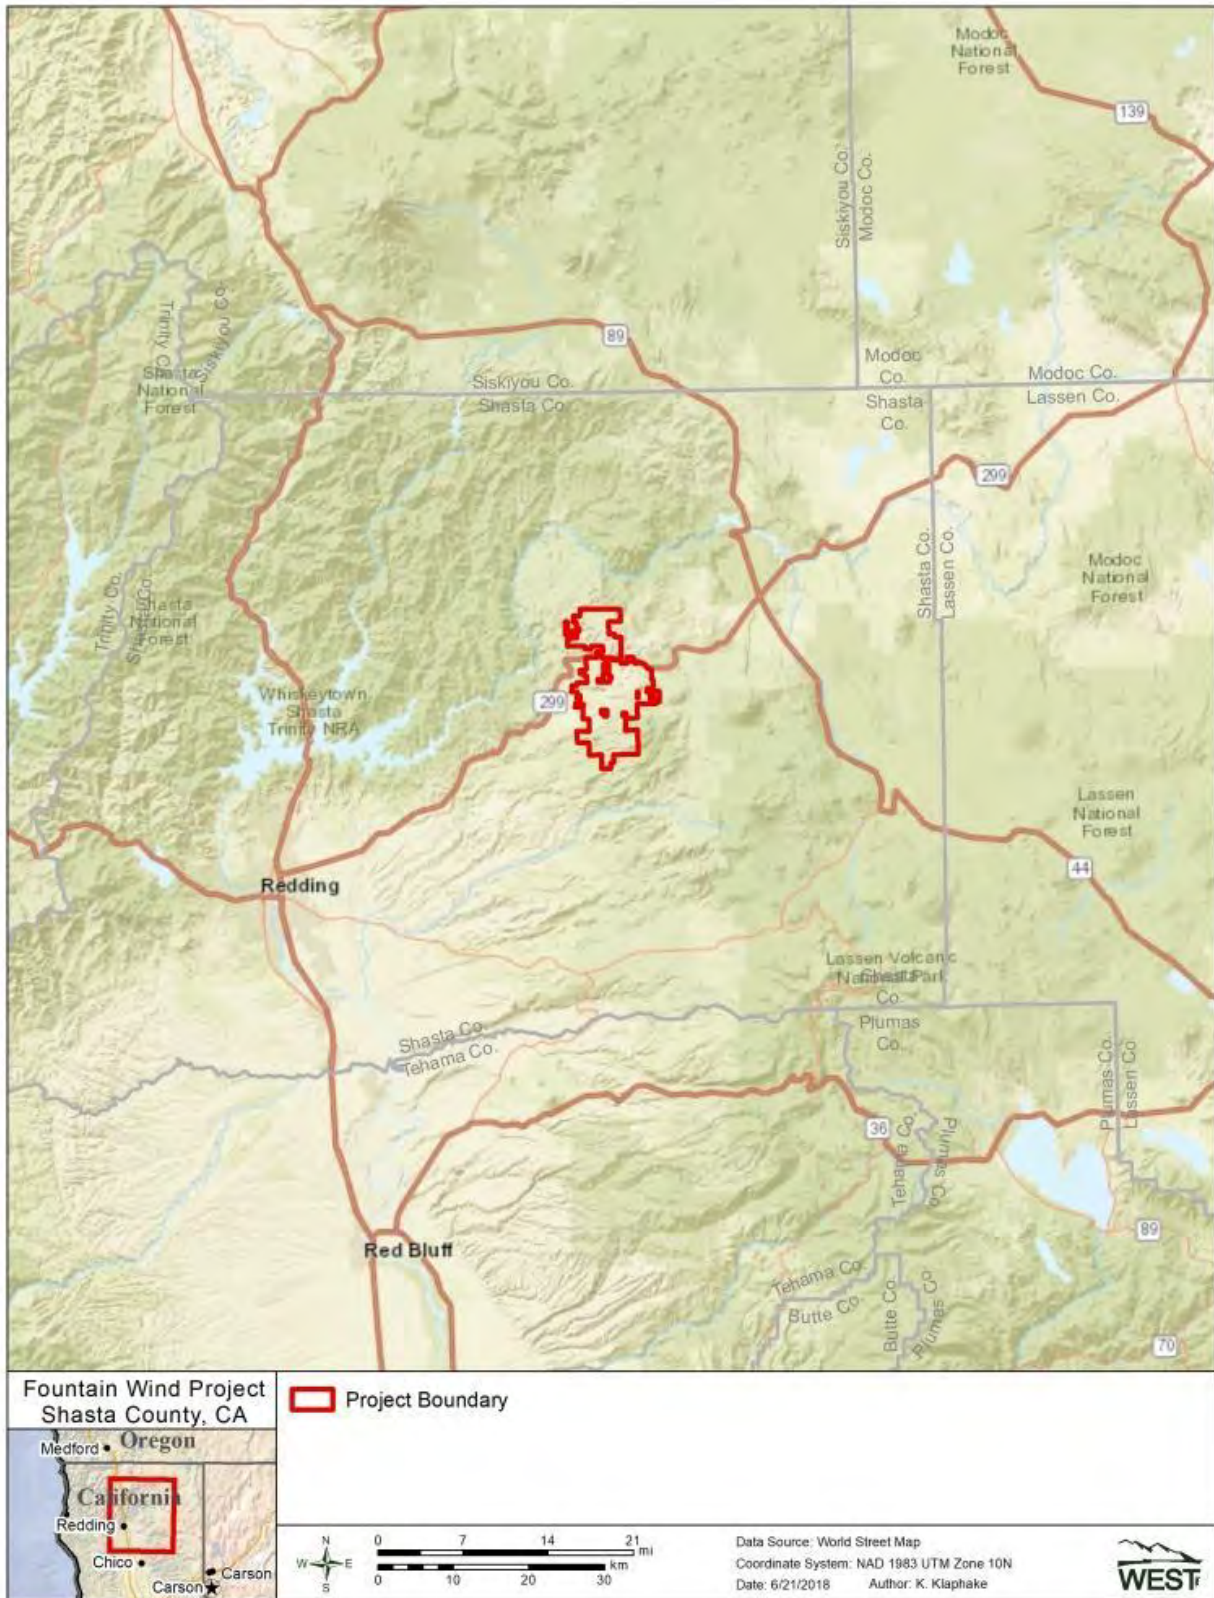 Modoc
National
Forest
139
Siskiyou Co.
Modoc Co.
Trinity Co.
Siskiyou Co.
89
Shasta
National
Forest
Siskiyou Co.
Shasta Co.
Modoc
Co.
Shasta
Co.
Modoc Co.
Lassen Co.
299
Shasta Co.
Lassen Co.
Modoc
National
Forest
Trinity Co.
Shasta Co.
Shasta
National
Forest
Whiskeytown
Shasta
Trinity NRA
299
Lassen
National
Forest
44
Redding
Lassen Volcanic
National Park
Shasta
Co.
Plumas
Co.
Shasta Co.
Tehama Co.
Plumas Co.
Lassen Co
36
Tehama Co.
Plumas Co.
Red Bluff
89
Tehama Co.
Butte Co.
Butte Co.
Plumas Co
70
Fountain Wind Project
Shasta County, CA
Project Boundary
Medford
Oregon
California
Redding
Chico
Carson
Carson
N
W E
S
0 7 14 21
mi
km
0 10 20 30
Data Source: World Street Map
Coordinate System: NAD 1983 UTM Zone 10N
Date: 6/21/2018 Author: K. Klaphake
WEST